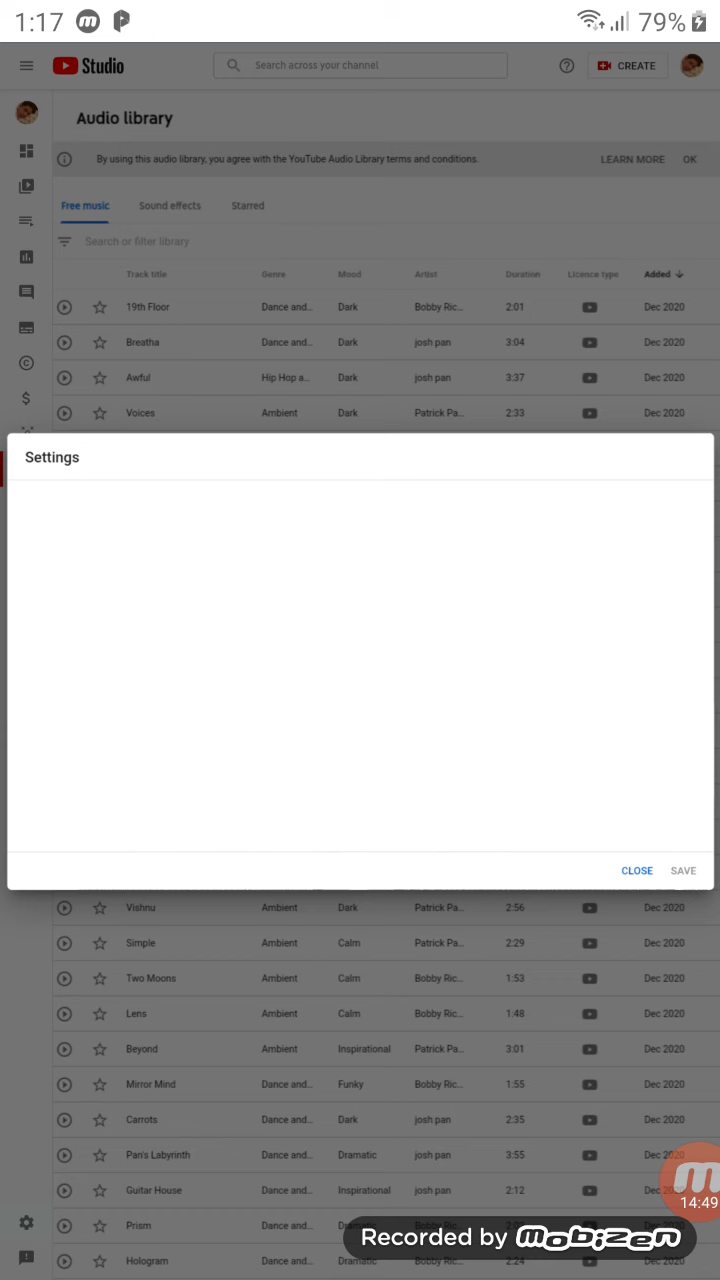 1:17 79%
Studio Search across your channel CREATE
Audio library
By using this audio library, you agree with the YouTube Audio Library terms and conditions. LEARN MORE OK
Free music Sound effects Starred
Search or filter library
Track title Genre Mood Artist Duration Licence type Added
19th Floor Dance and... Dark Bobby Ric... 2:01 Dec 2020
Breatha Dance and... Dark josh pan 3:04 Dec 2020
Awful Hip Hop a... Dark josh pan 3:37 Dec 2020
Voices Ambient Dark Patrick Pa... 2:33 Dec 2020
Settings
CLOSE SAVE
Vishnu Ambient Dark Patrick Pa... 2:56 Dec 2020
Simple Ambient Calm Patrick Pa... 2:29 Dec 2020
Two Moons Ambient Calm Bobby Ric... 1:53 Dec 2020
Lens Ambient Calm Bobby Ric... 1:48 Dec 2020
Beyond Ambient Inspirational Patrick Pa... 3:01 Dec 2020
Mirror Mind Dance and... Funky Bobby Ric... 1:55 Dec 2020
Carrots Dance and... Dark josh pan 2:35 Dec 2020
Pan's Labyrinth Dance and... Dramatic josh pan 3:55 Dec 2020
14:49
Guitar House Dance and... Inspirational josh pan 2:12 Dec
Prism Dance and...
Recorded by mobizen
Hologram Dance and... Dramatic Bobby Ric... 2:24 Dec 2020